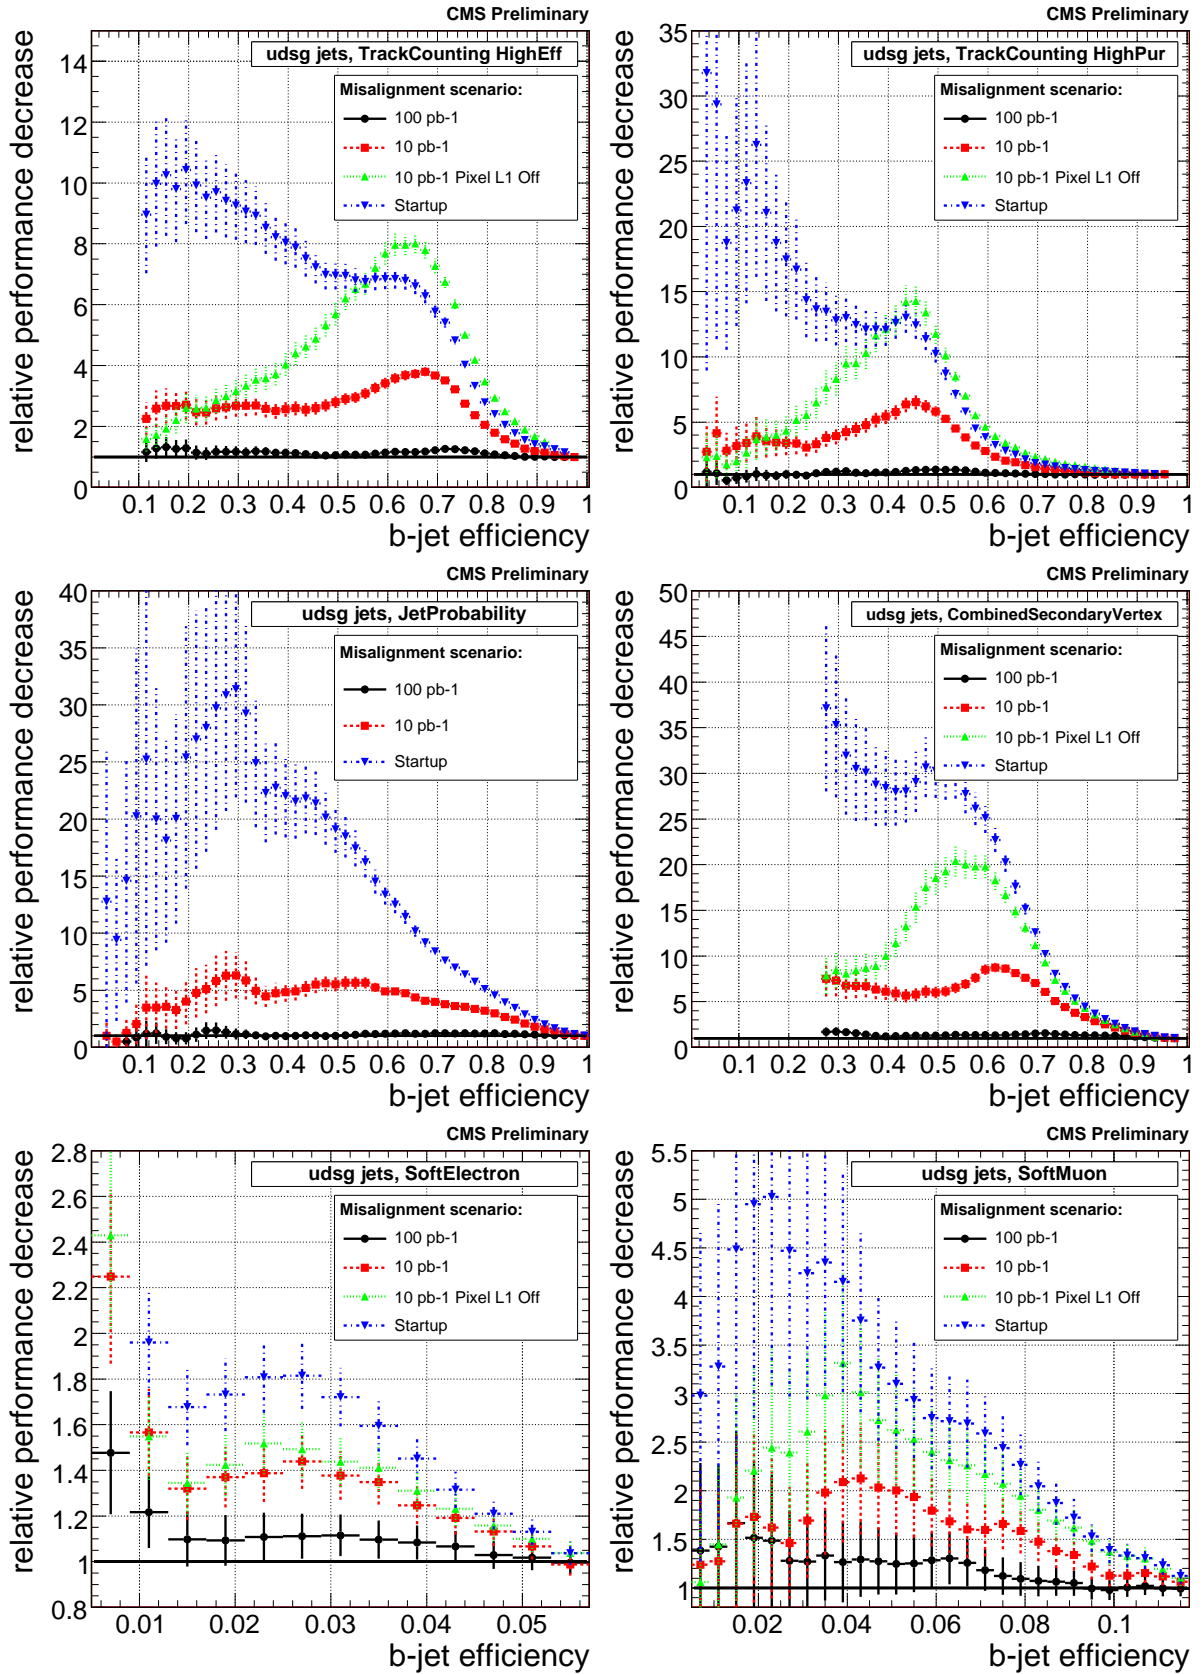 CMS Preliminary
relative performance decrease
udsg jets, TrackCounting HighEff
Misalignment scenario:
100 pb-1
10 pb-1
10 pb-1 Pixel L1 Off
Startup
14
12
10
8
6
4
2
0
0.1 0.2 0.3 0.4 0.5 0.6 0.7 0.8 0.9 1
b-jet efficiency
CMS Preliminary
relative performance decrease
udsg jets, TrackCounting HighPur
Misalignment scenario:
100 pb-1
10 pb-1
10 pb-1 Pixel L1 Off
Startup
35
30
25
20
15
10
5
0
0.1 0.2 0.3 0.4 0.5 0.6 0.7 0.8 0.9 1
b-jet efficiency
CMS Preliminary
relative performance decrease
udsg jets, JetProbability
Misalignment scenario:
100 pb-1
10 pb-1
Startup
40
35
30
25
20
15
10
5
0
0.1 0.2 0.3 0.4 0.5 0.6 0.7 0.8 0.9 1
b-jet efficiency
CMS Preliminary
relative performance decrease
udsg jets, CombinedSecondaryVertex
Misalignment scenario:
100 pb-1
10 pb-1
10 pb-1 Pixel L1 Off
Startup
50
45
40
35
30
25
20
15
10
5
0
0.1 0.2 0.3 0.4 0.5 0.6 0.7 0.8 0.9 1
b-jet efficiency
CMS Preliminary
relative performance decrease
udsg jets, SoftElectron
Misalignment scenario:
100 pb-1
10 pb-1
10 pb-1 Pixel L1 Off
Startup
2.8
2.6
2.4
2.2
2
1.8
1.6
1.4
1.2
1
0.8
0.01 0.02 0.03 0.04 0.05
b-jet efficiency
CMS Preliminary
relative performance decrease
udsg jets, SoftMuon
Misalignment scenario:
100 pb-1
10 pb-1
10 pb-1 Pixel L1 Off
Startup
5.5
5
4.5
4
3.5
3
2.5
2
1.5
1
0.02 0.04 0.06 0.08 0.1
b-jet efficiency